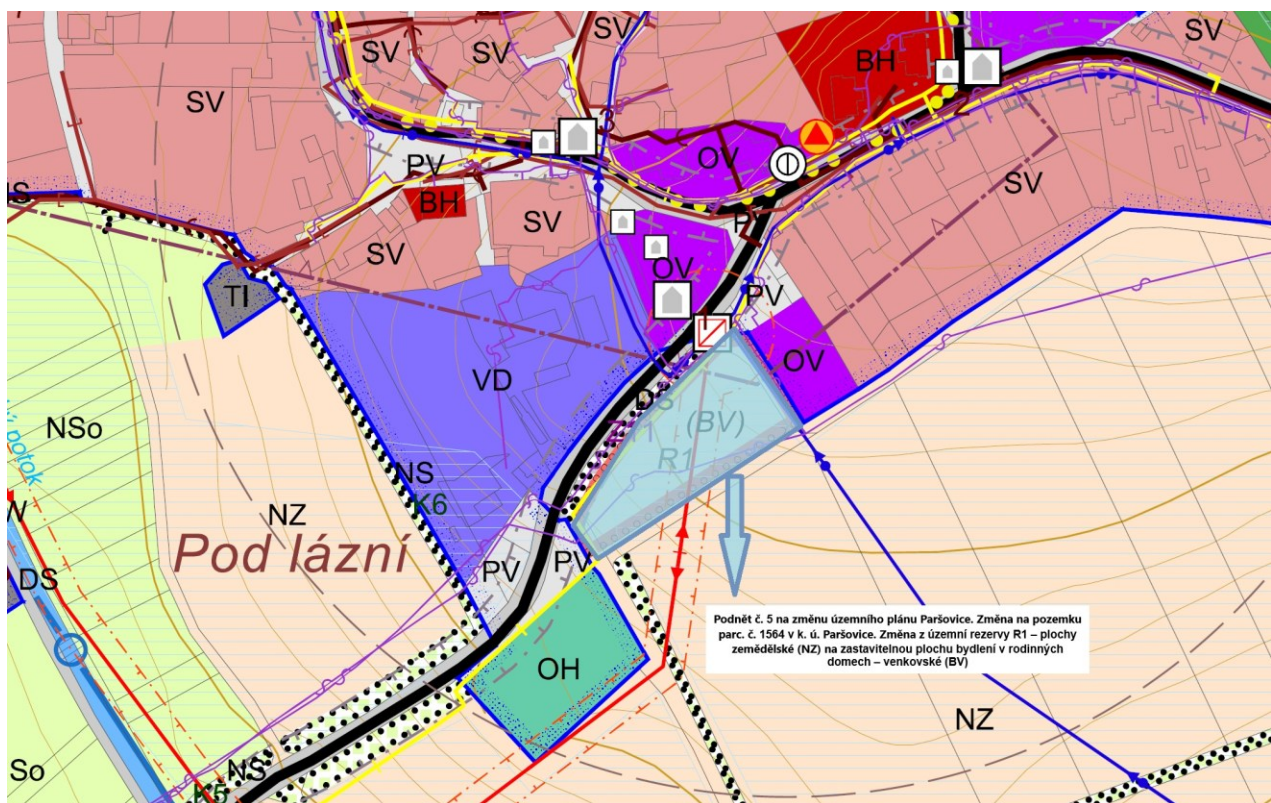 SV
SV
SV
SV
SV
BH
PV
OV
BH
SV
SV
SV
OV
PV
TI
OV
VD
DS
(BV)
R1
NSo
potok
NS
K6
NZ
Pod lázní
DS
PV
PV
Podnět č. 5 na změnu územního plánu Paršovice. Změna na pozemku
parc. č. 1564 v k. ú. Paršovice. Změna z územní rezervy R1 – plochy
zemědělské (NZ) na zastavitelnou plochu bydlení v rodinných
domech – venkovské (BV)
OH
NZ
So
NS
K5